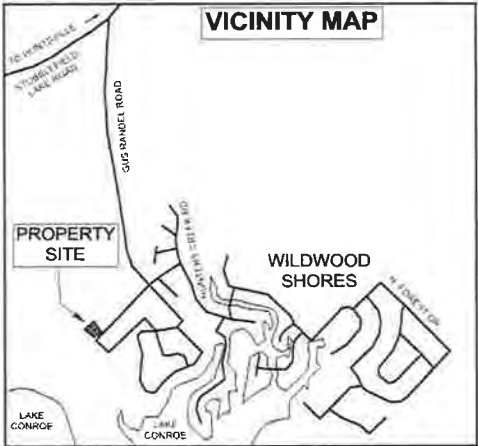 VICINITY MAP
TO HUNTSVILLE
STUBBLEFIELD
LAKE ROAD
GUS RANDEL ROAD
HUNTERS CREEK RD
PROPERTY
SITE
WILDWOOD
SHORES
N. FOREST DR.
LAKE
CONROE
LAKE
CONROE